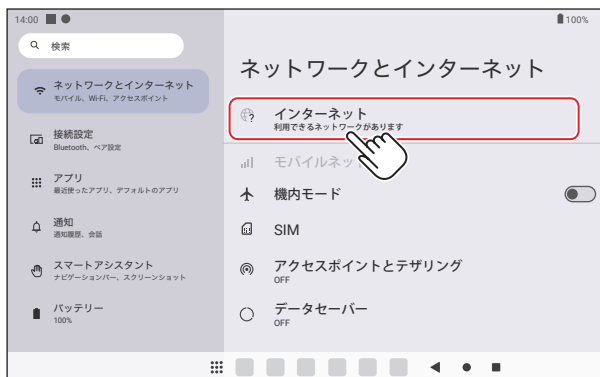 14:00
100%
検索
ネットワークとインターネット
モバイル、Wi-Fi、アクセスポイント
接続設定
Bluetooth、ペア設定
アプリ
最近使ったアプリ、デフォルトのアプリ
通知
通知履歴、会話
スマートアシスタント
ナビゲーションバー、スクリーンショット
バッテリー
100%
ネットワークとインターネット
インターネット
利用できるネットワークがあります
モバイルネッ
機内モード
SIM
アクセスポイントとテザリング
OFF
データセーバー
OFF